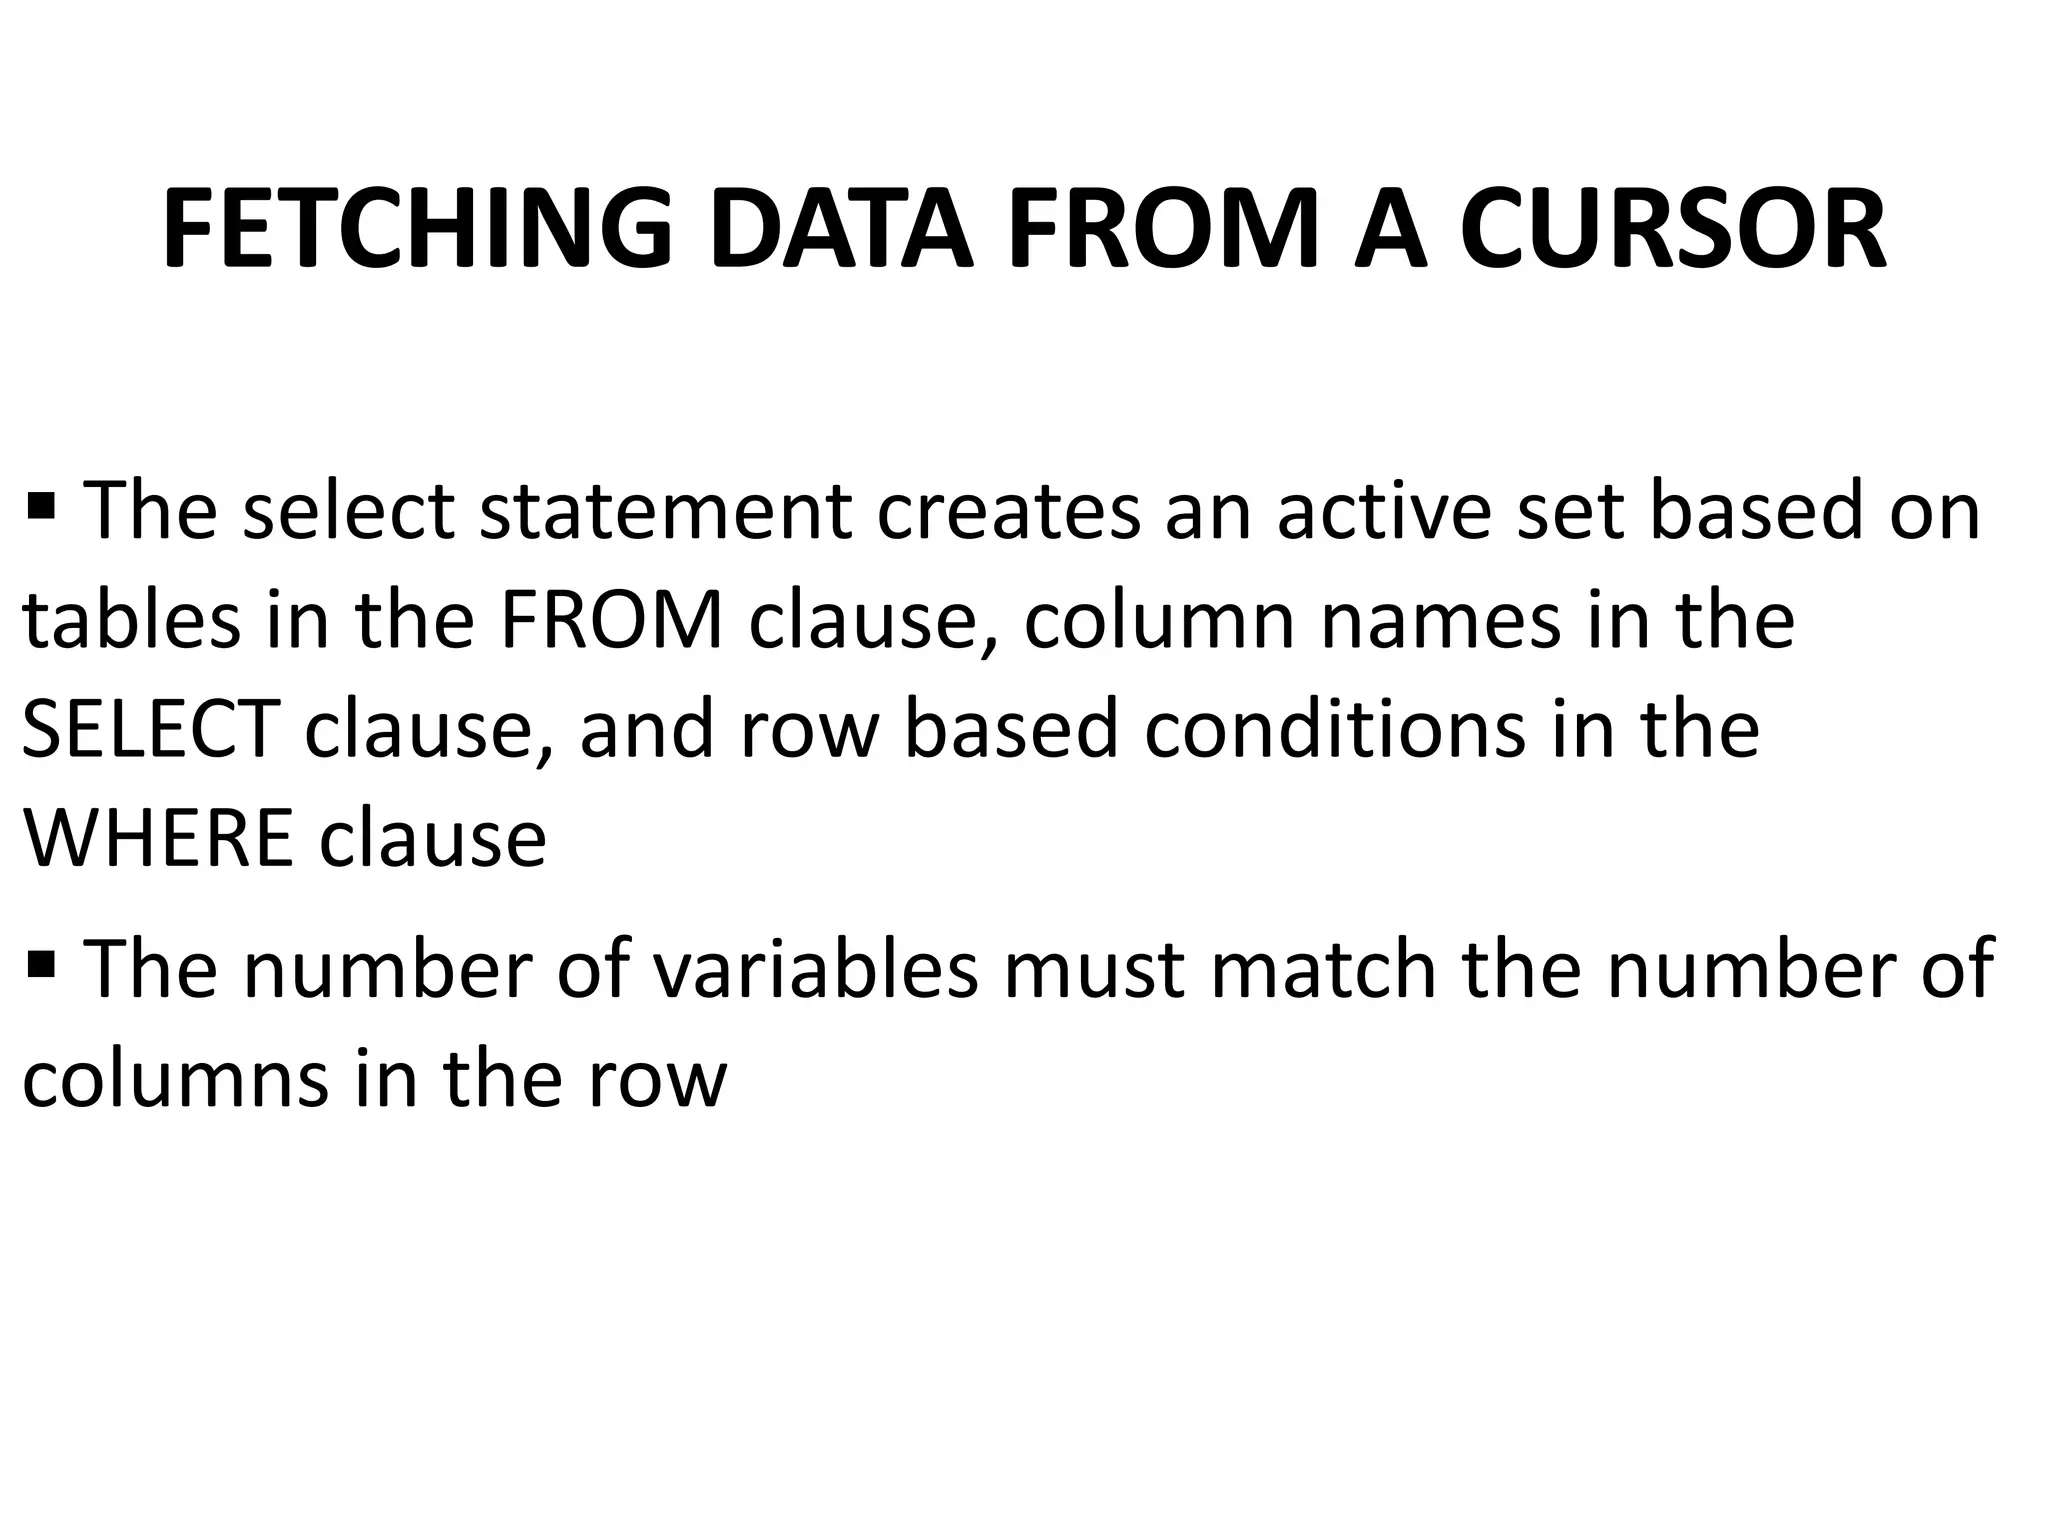 FETCHING DATA FROM A CURSOR
▪ The select statement creates an active set based on
tables in the FROM clause, column names in the
SELECT clause, and row based conditions in the
WHERE clause
▪ The number of variables must match the number of
columns in the row